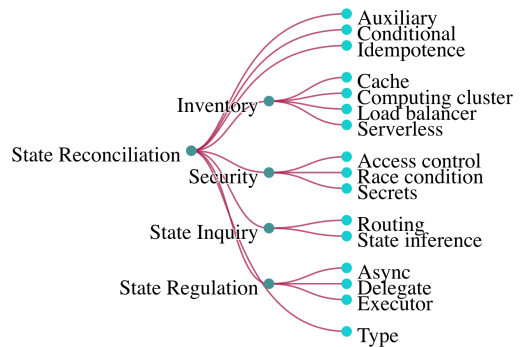 Auxiliary
Conditional
Idempotence
Inventory
Cache
Computing cluster
Load balancer
Serverless
State Reconciliation
Security
Access control
Race condition
Secrets
State Inquiry
Routing
State inference
State Regulation
Async
Delegate
Executor
Type